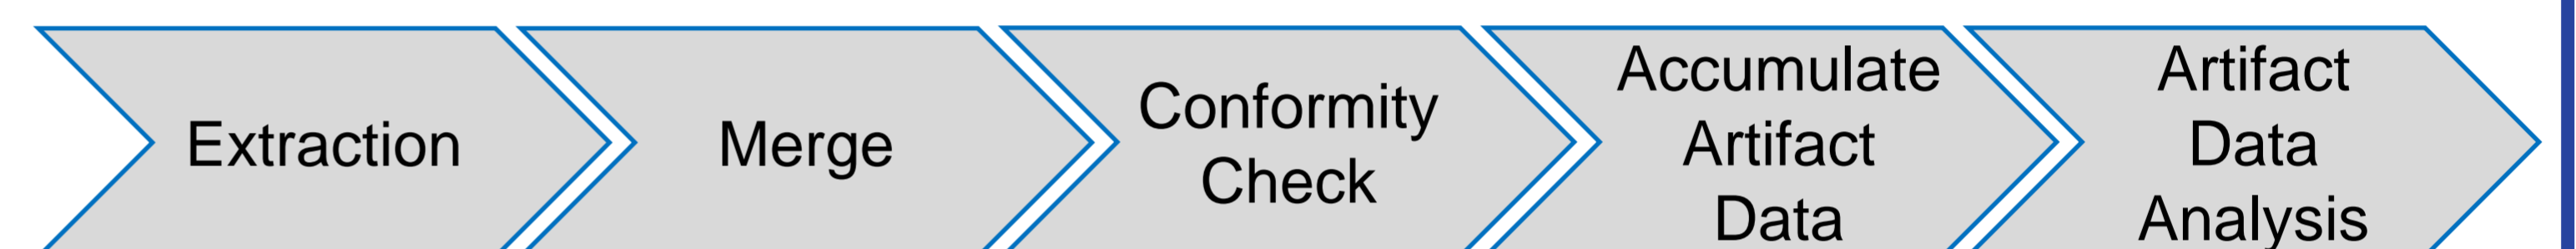 Extraction
Merge
Conformity
Check
Accumulate
Artifact
Data
Artifact
Data
Analysis